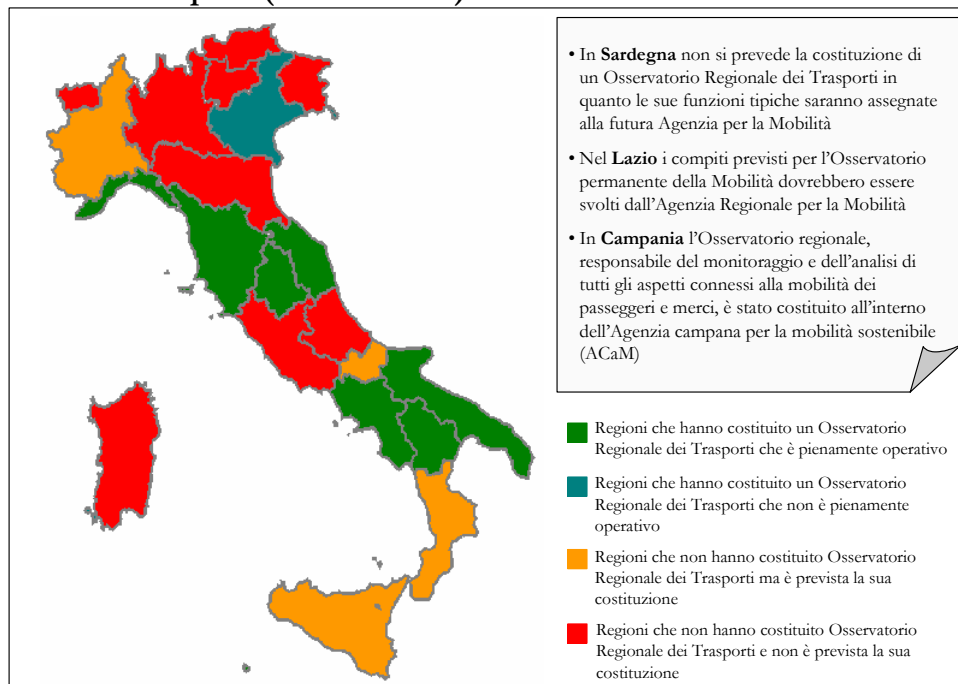 • In Sardegna non si prevede la costituzione di
un Osservatorio Regionale dei Trasporti in
quanto le sue funzioni tipiche saranno assegnate
alla futura Agenzia per la Mobilità
• Nel Lazio i compiti previsti per l'Osservatorio
permanente della Mobilità dovrebbero essere
svolti dall'Agenzia Regionale per la Mobilità
• In Campania l'Osservatorio regionale,
responsabile del monitoraggio e dell'analisi di
tutti gli aspetti connessi alla mobilità dei
passeggeri e merci, è stato costituito all'interno
dell'Agenzia campana per la mobilità sostenibile
(ACaM)
Regioni che hanno costituito un Osservatorio
Regionale dei Trasporti che è pienamente operativo
Regioni che hanno costituito un Osservatorio
Regionale dei Trasporti che non è pienamente
operativo
Regioni che non hanno costituito Osservatorio
Regionale dei Trasporti ma è prevista la sua
costituzione
Regioni che non hanno costituito Osservatorio
Regionale dei Trasporti e non è prevista la sua
costituzione